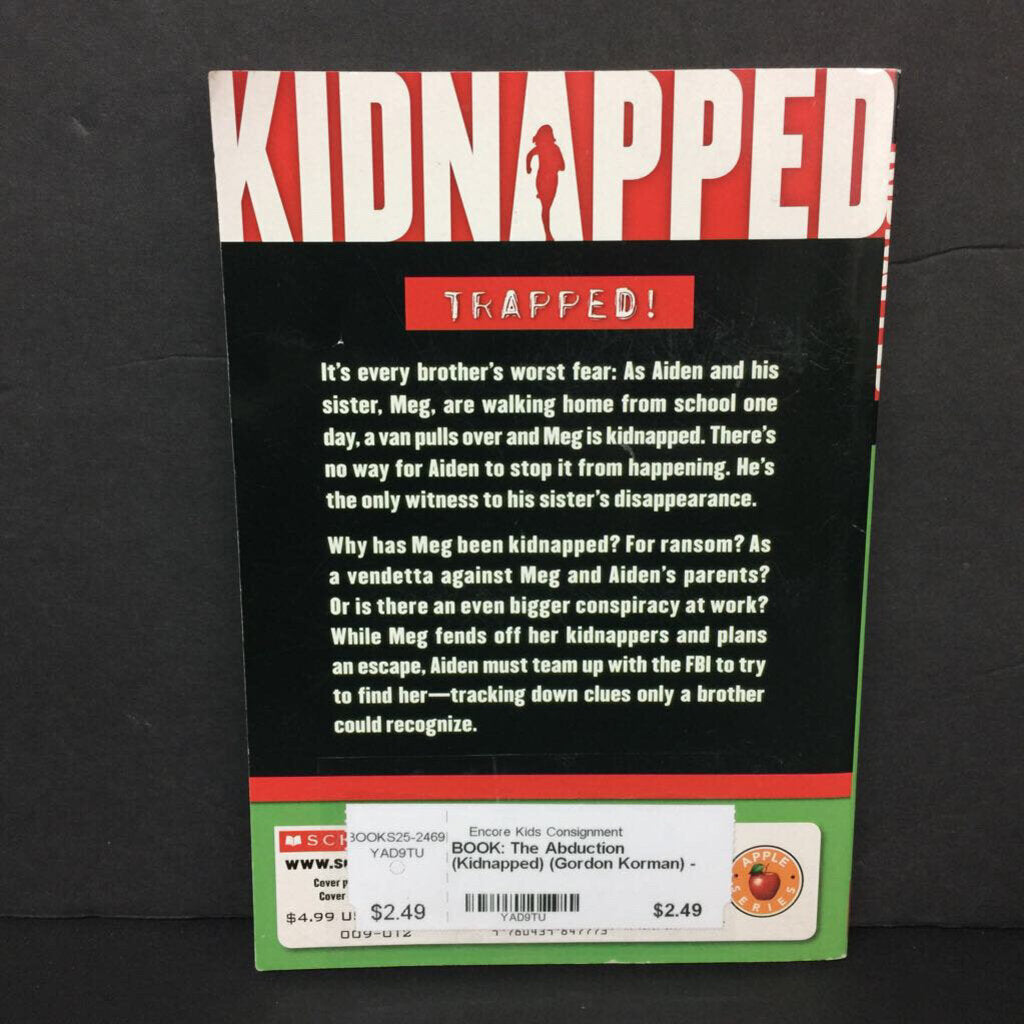 KIDNAPPED
TRAPPED!
It's every brother's worst fear: As Aiden and his
sister, Meg, are walking home from school one
day, a van pulls over and Meg is kidnapped. There's
no way for Aiden to stop it from happening. He's
the only witness to his sister's disappearance.
Why has Meg been kidnapped? For ransom? As
a vendetta against Meg and Aiden's parents?
Or is there an even bigger conspiracy at work?
While Meg fends off her kidnappers and plans
an escape, Aiden must team up with the FBI to try
to find her—tracking down clues only a brother
could recognize.
BOOKS25-2469
YAD9TU
$2.49
Encore Kids Consignment
BOOK: The Abduction
(Kidnapped) (Gordon Korman) -
YAD9TU
$2.49
www.s
Cover
Cover
$4.99 U
009-012
APPLE
SERIES